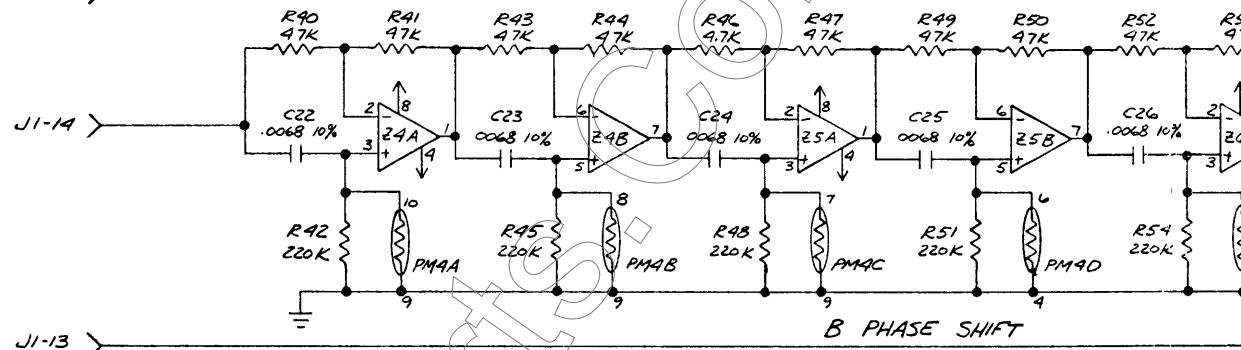 R40 R41 R43 R44 R46 R47 R49 R50 R52
47K 47K 47K 47K 4.7K 47K 47K 47K 47K
2 8 6 2 8 6 2
C22 C23 C24 C25 C26
J1-14 .0068 10% Z4A 1 .0068 10% Z4B 7 .0068 10% Z5A 1 .0068 10% Z5B 7 .0068 10%
3 4 5 3 4 5 3
10 8 7 6
R42 R45 R48 R51 R54
220K 220K 220K 220K 220K
PM4A PM4B PM4C PM4D
9 9 9 4
B PHASE SHIFT
J1-13